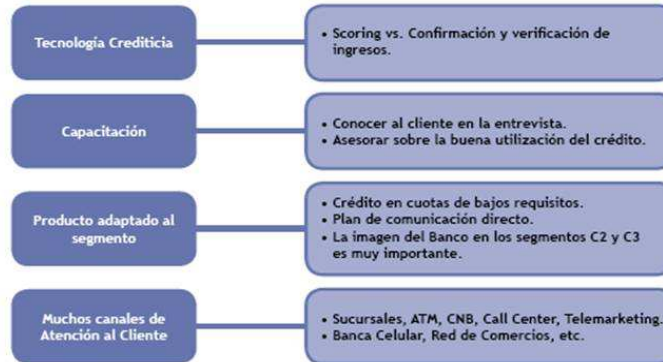 Tecnología Crediticia
• Scoring vs. Confirmación y verificación de
ingresos.
Capacitación
• Conocer al cliente en la entrevista.
• Asesorar sobre la buena utilización del crédito.
Producto adaptado al
segmento
• Crédito en cuotas de bajos requisitos.
• Plan de comunicación directo.
• La imagen del Banco en los segmentos C2 y C3
es muy importante.
Muchos canales de
Atención al Cliente
• Sucursales, ATM, CNB, Call Center, Telemarketing.
• Banca Celular, Red de Comercios, etc.